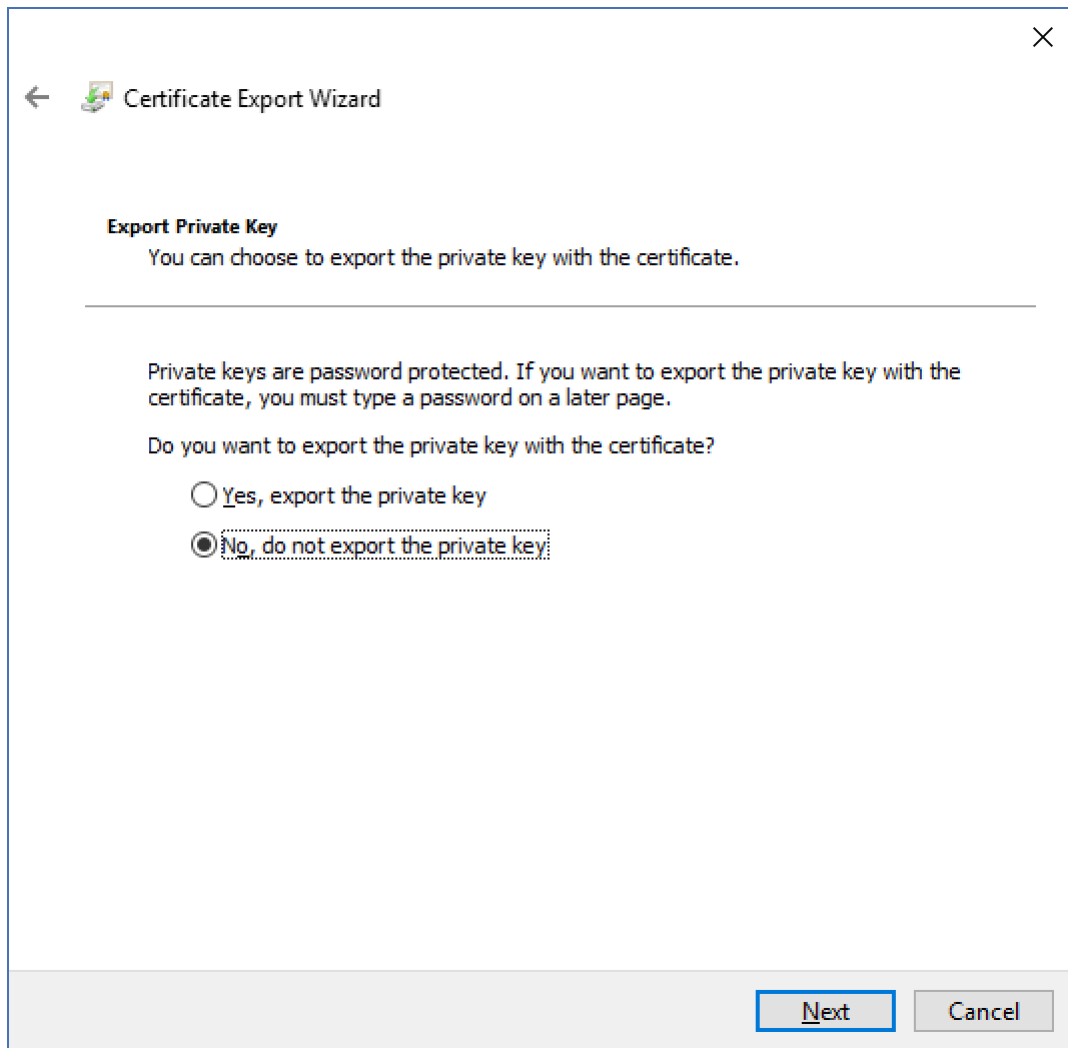 Certificate Export Wizard
Export Private Key
You can choose to export the private key with the certificate.
Private keys are password protected. If you want to export the private key with the
certificate, you must type a password on a later page.
Do you want to export the private key with the certificate?
Yes, export the private key
No, do not export the private key
Next
Cancel